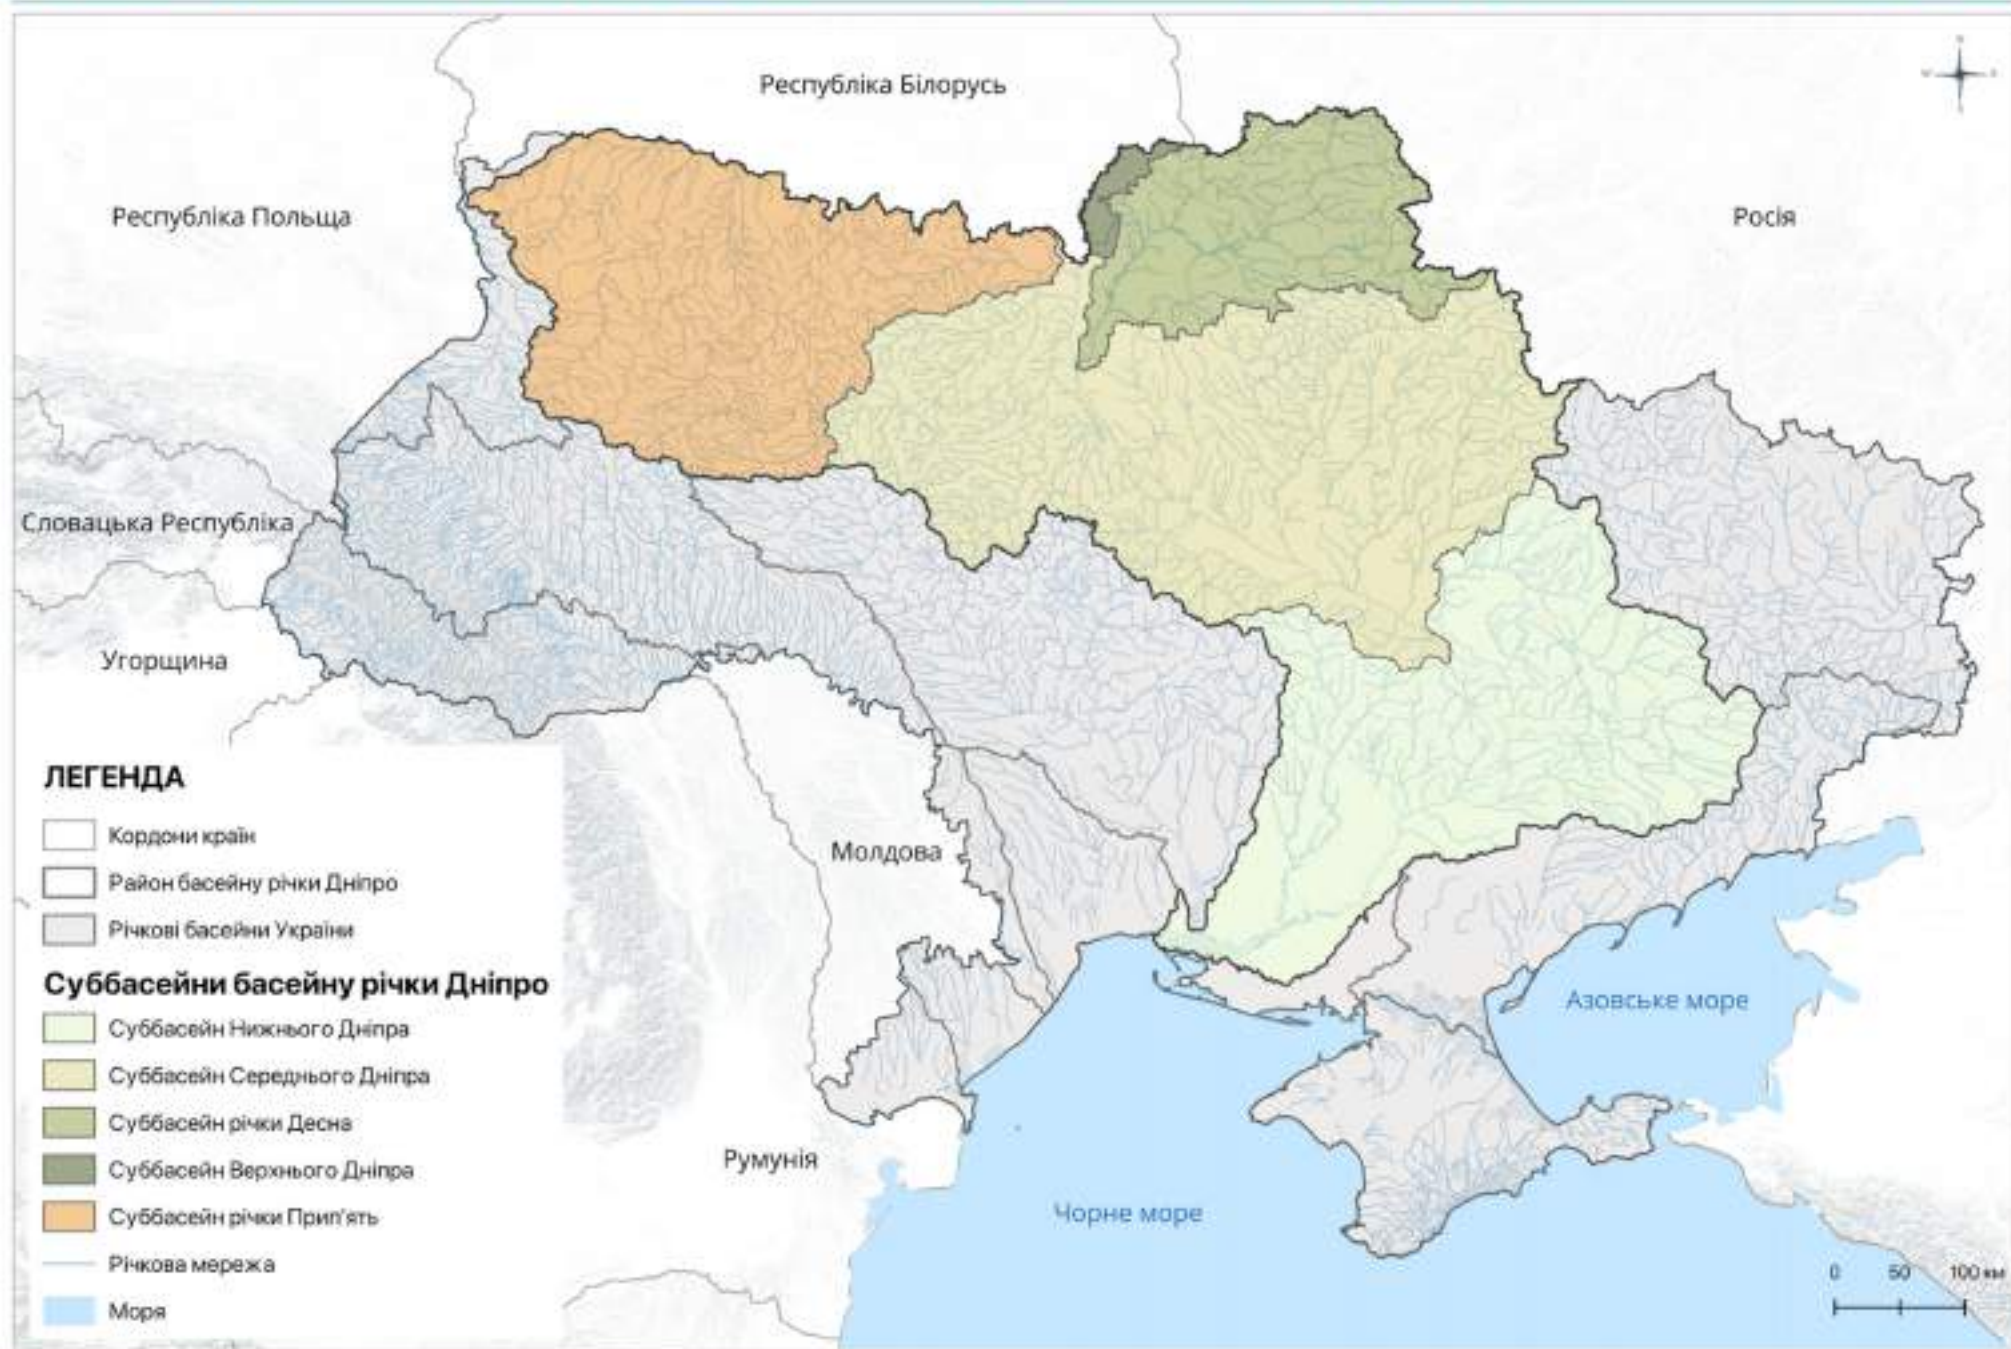 Республіка Білорусь
Республіка Польща
Росія
Словацька Республіка
Угорщина
Молдова
Румунія
Азовське море
Чорне море
ЛЕГЕНДА
Кордони країн
Район басейну річки Дніпро
Річкові басейни України
Суббасейни басейну річки Дніпро
Суббасейн Нижнього Дніпра
Суббасейн Середнього Дніпра
Суббасейн річки Десна
Суббасейн Верхнього Дніпра
Суббасейн річки Прип'ять
Річкова мережа
Моря
0 50 100 км